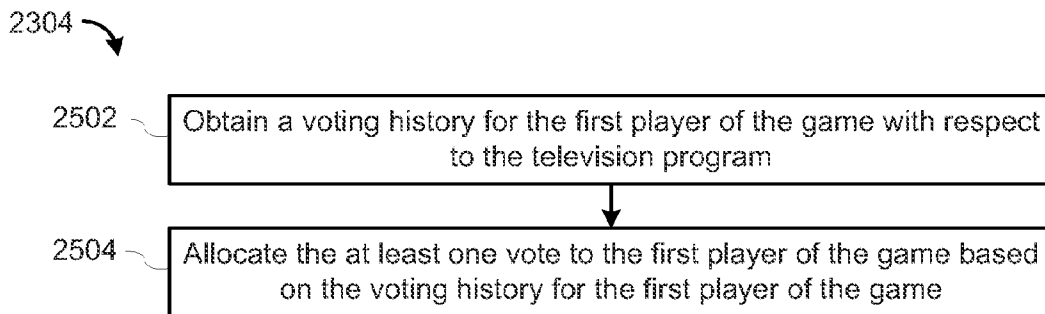 2304
2502
Obtain a voting history for the first player of the game with respect
to the television program
2504
Allocate the at least one vote to the first player of the game based
on the voting history for the first player of the game